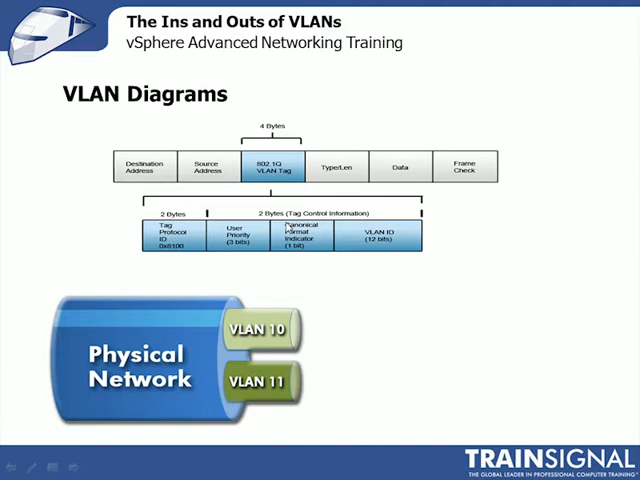 The Ins and Outs of VLANs
vSphere Advanced Networking Training
VLAN Diagrams
4 Bytes
Destination Address
Source Address
802.1Q VLAN Tag
Type/Len
Data
Frame Check
2 Bytes
2 Bytes (Tag Control Information)
Tag Protocol ID 0x8100
User Priority (3 bits)
Canonical Format Indicator (1 bit)
VLAN ID (12 bits)
VLAN 10
Physical Network
VLAN 11
TRAINSIGNAL
THE GLOBAL LEADER IN PROFESSIONAL COMPUTER TRAINING